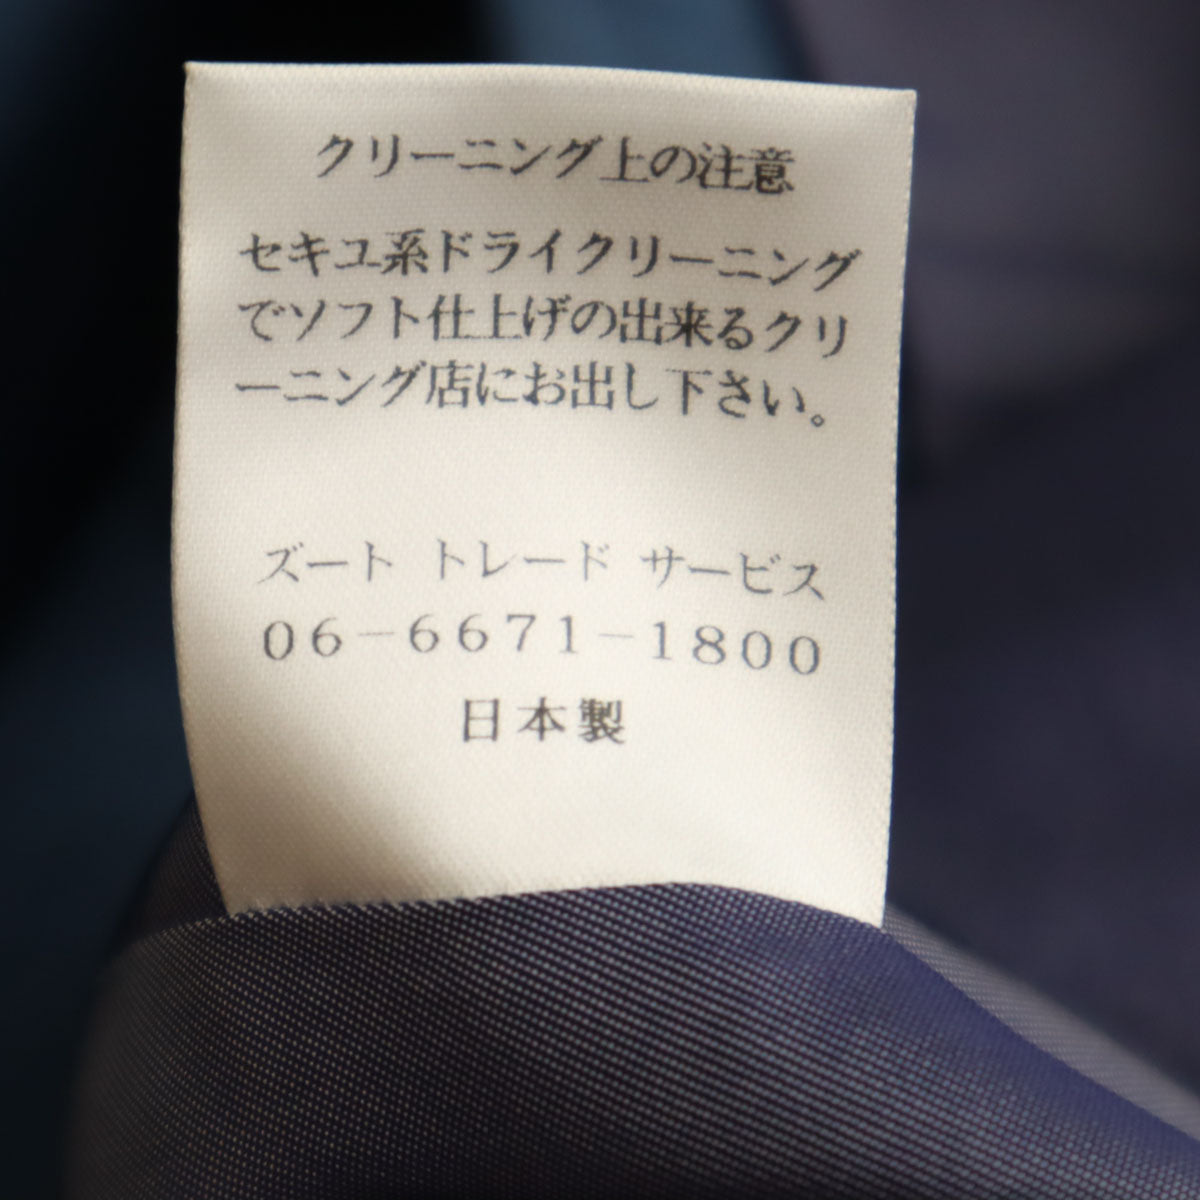 クリーニング上の注意
セキユ系ドライクリーニング
でソフト仕上げの出来るクリ
ーニング店にお出し下さい。
ズート トレード サービス
06-6671-1800
日本製